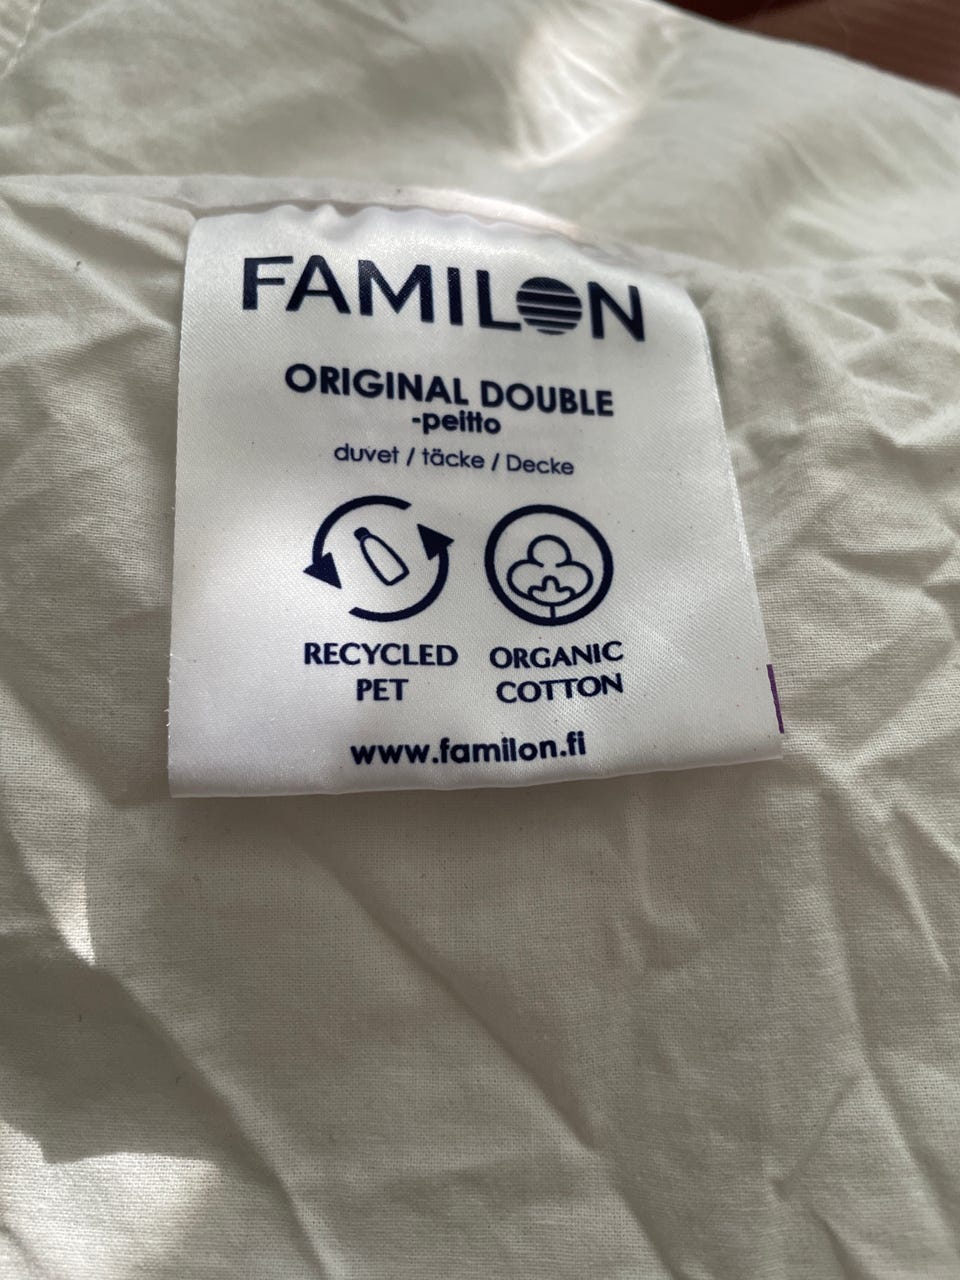 FAMILON
ORIGINAL DOUBLE
-peitto
duvet / täcke / Decke
RECYCLED PET
ORGANIC COTTON
www.familon.fi